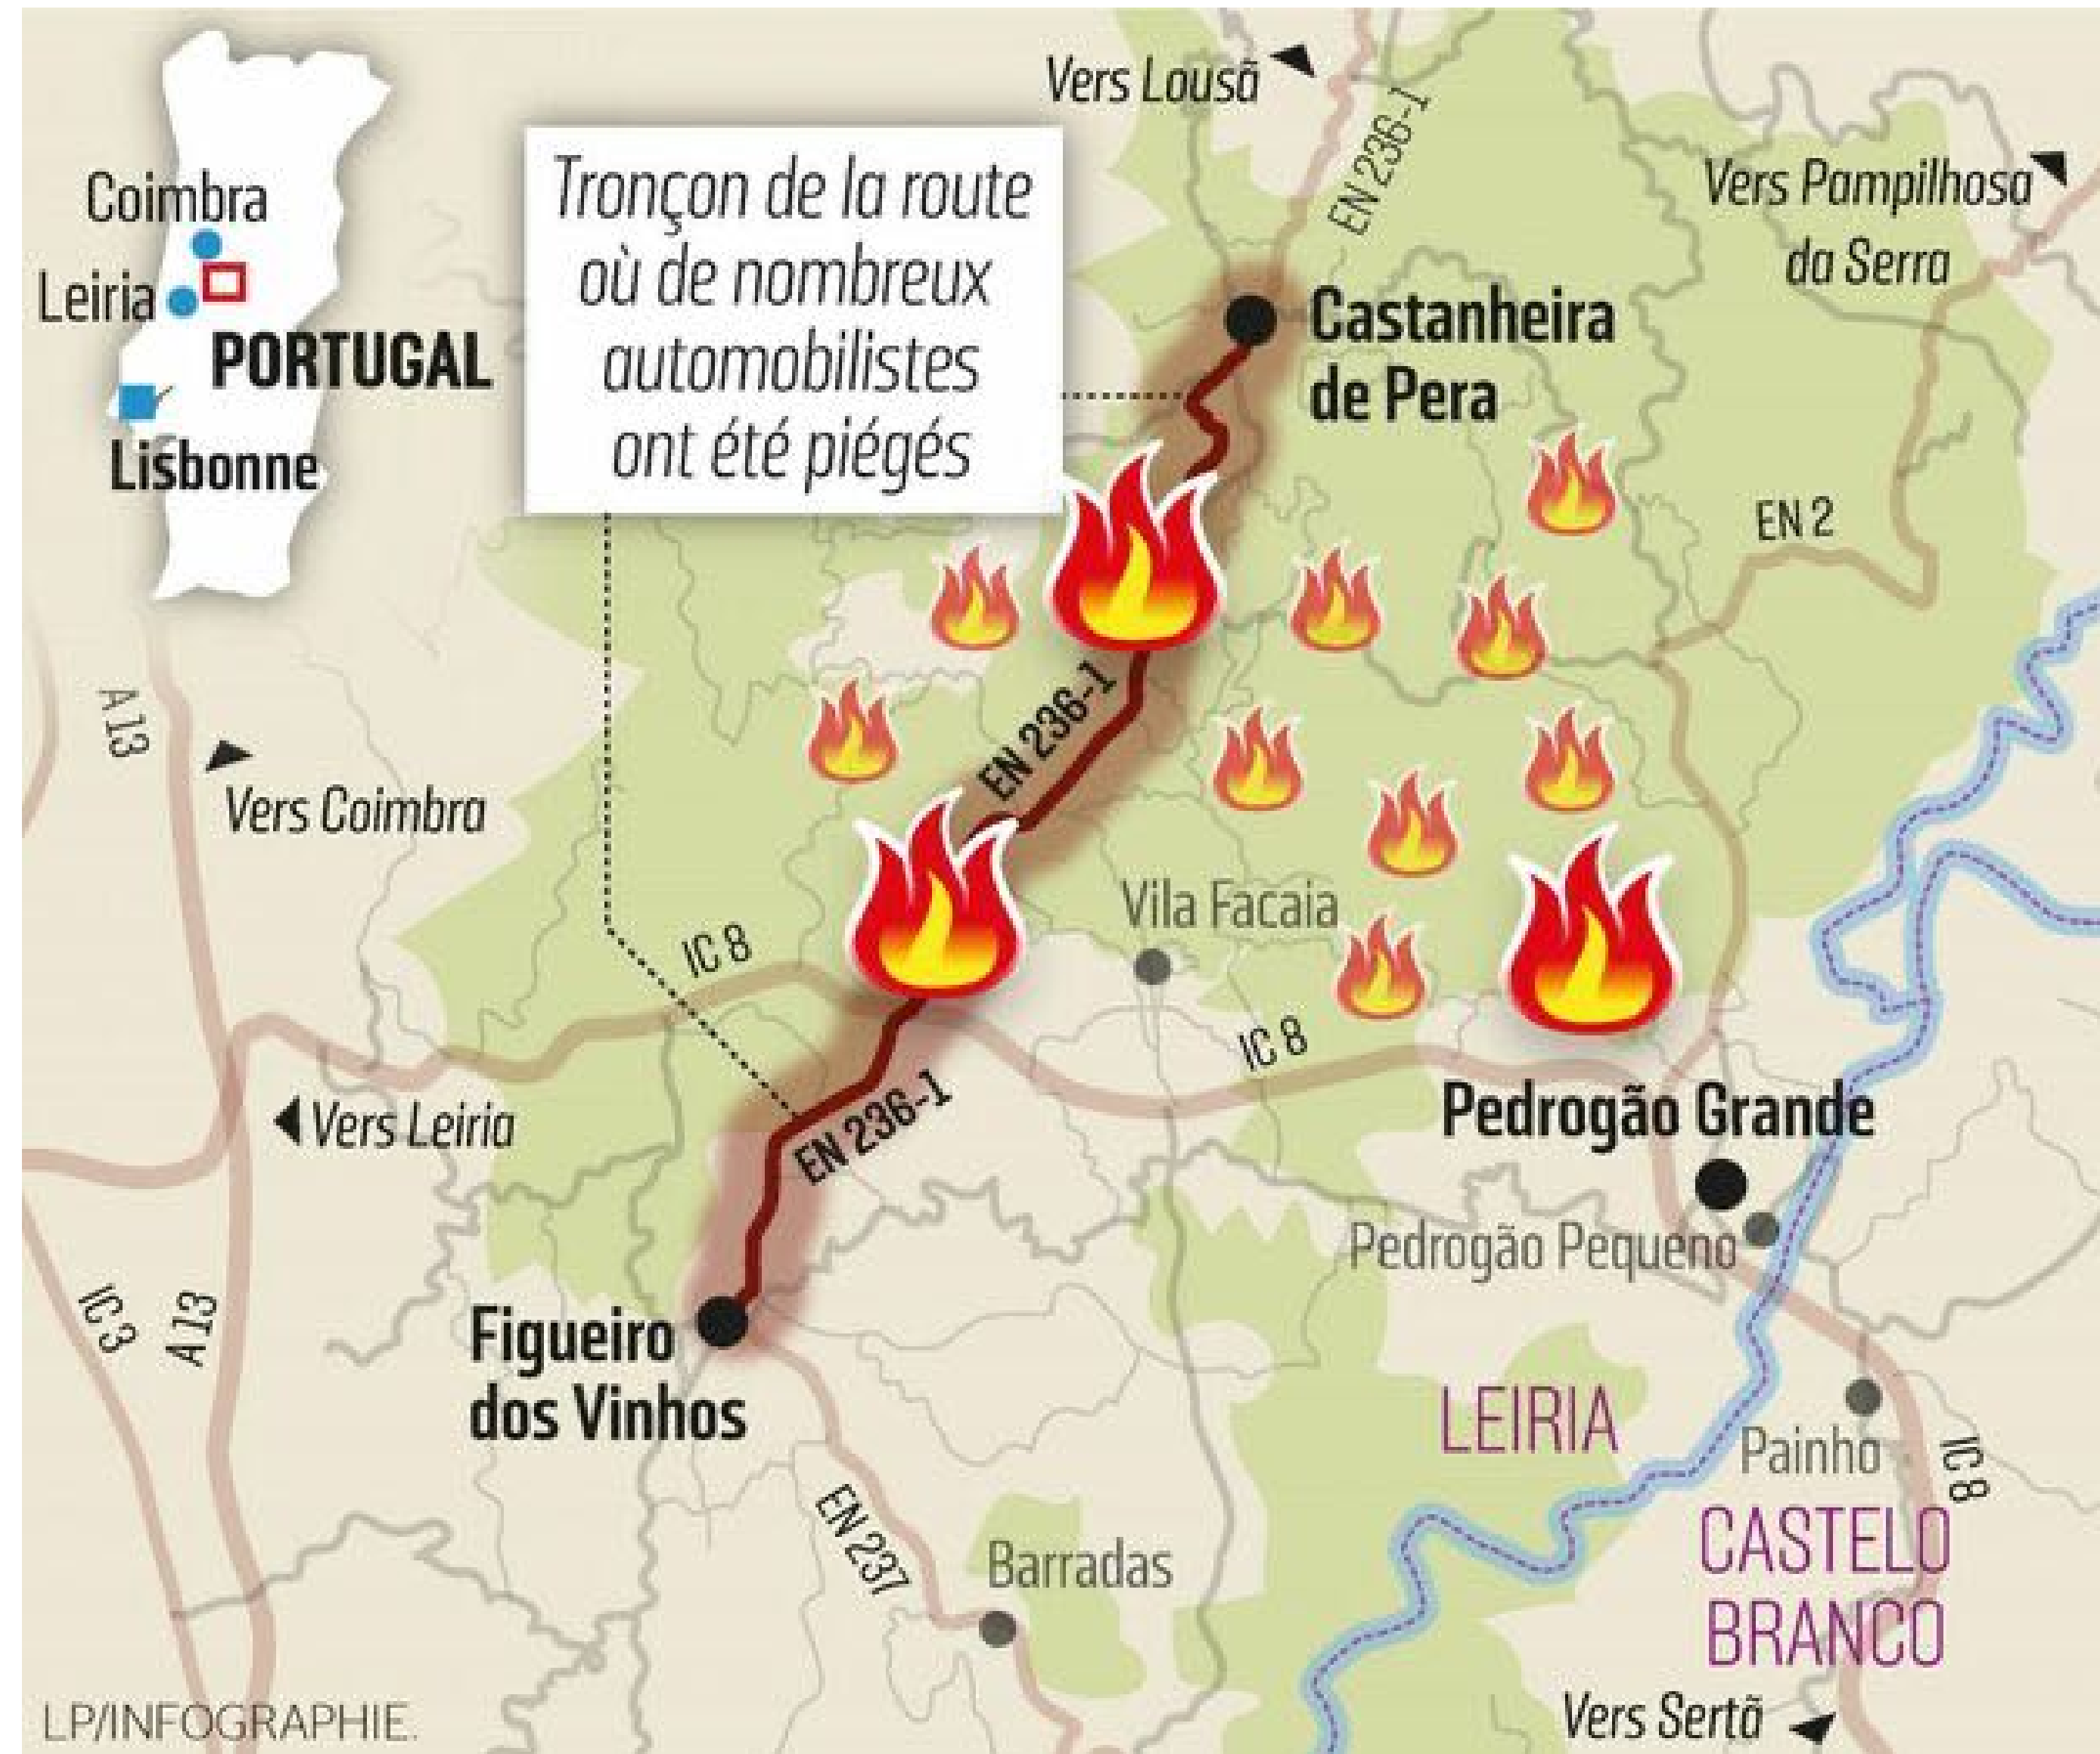 Coimbra
Leiria
PORTUGAL
Lisbonne
Tronçon de la route
où de nombreux
automobilistes
ont été piégés
Vers Lousã
EN 236-1
Vers Pampilhosa
da Serra
Castanheira
de Pera
EN 2
A 13
Vers Coimbra
EN 236-1
IC 8
Vila Facaia
IC 8
Vers Leiria
EN 236-1
Pedrogão Grande
Pedrogão Pequeno
IC 3
A 13
Figueiro
dos Vinhos
LEIRIA
Painho
IC 8
EN 237
Barradas
CASTELO
BRANCO
Vers Sertã
LP/INFOGRAPHIE.